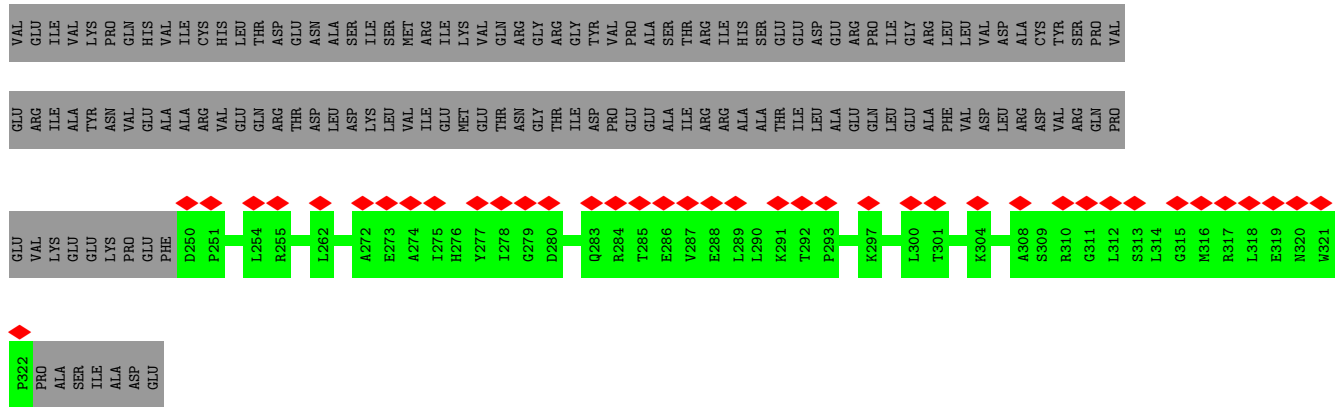 VAL GLU ILE VAL LYS PRO GLN HIS VAL ILE CYS HIS LEU THR ASP GLU ASN ALA SER ILE SER MET ARG ILE LYS VAL GLN ARG GLY ARG GLY TYR VAL PRO ALA SER THR ARG ILE HIS SER GLU GLU ASP GLU ARG PRO ILE GLY ARG LEU LEU VAL ASP ALA CYS TYR SER PRO VAL
GLU ARG ILE ALA TYR ASN VAL GLU ALA ALA ARG VAL GLU GLN ARG THR ASP LEU ASP LYS LEU VAL ILE GLU MET GLU THR ASN GLY THR ILE ASP PRO GLU GLU ALA ILE ARG ARG ALA ALA THR ILE LEU ALA GLU GLN LEU GLU ALA PHE VAL ASP LEU ARG ASP VAL ARG GLN PRO
GLU VAL LYS GLU GLU LYS PRO GLU PHE D250 P251 L254 R255 L262 A272 E273 A274 I275 H276 Y277 I278 G279 D280 Q283 R284 T285 E286 V287 E288 L289 L290 K291 T292 P293 K297 L300 T301 K304 A308 S309 R310 G311 L312 S313 L314 G315 M316 R317 L318 E319 N320 W321
P322 PRO ALA SER ILE ALA ASP GLU